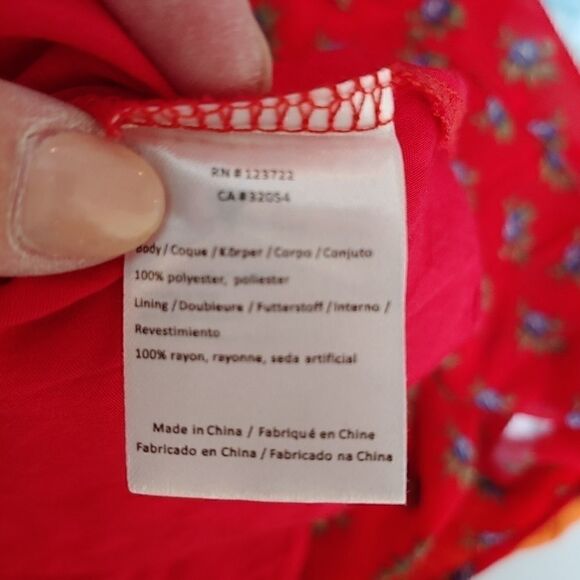 RN # 123722
CA #32054
Body / Coque / Körper / Corpo / Conjuto
100% polyester, poliester
Lining / Doubleure / Futterstoff / Interno /
Revestimiento
100% rayon, rayonne, seda artificial
Made in China / Fabriqué en Chine
Fabricado en China / Fabricado na China